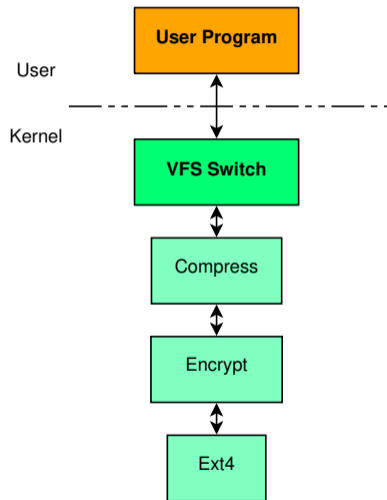 User Program
User
Kernel
VFS Switch
Compress
Encrypt
Ext4